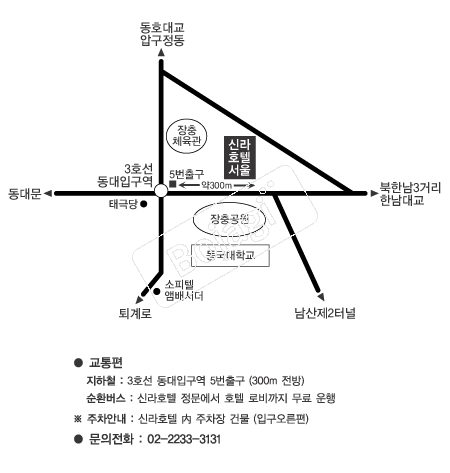 동호대교
압구정동
장충
체육관
신라
호텔
서울
3호선
동대입구역
5번출구
약300m
동대문
북한남3거리
한남대교
태극당
장충공원
동국대학교
소피텔
앰배서더
퇴계로
남산제2터널
● 교통편
지하철 : 3호선 동대입구역 5번출구 (300m 전방)
순환버스 : 신라호텔 정문에서 호텔 로비까지 무료 운행
※ 주차안내 : 신라호텔 內 주차장 건물 (입구오른편)
● 문의전화 : 02-2233-3131